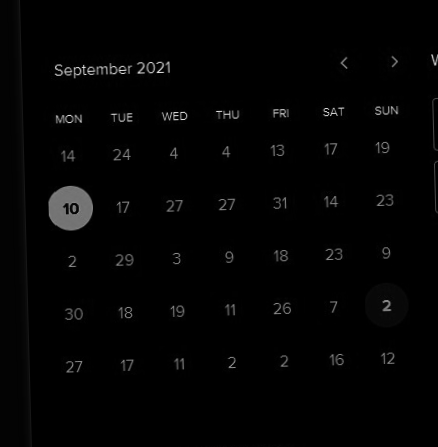 September 2021 < >
W
MON TUE WED THU FRI SAT SUN
14 24 4 4 13 17 19
10 17 27 27 31 14 23
2 29 3 9 18 23 9
30 18 19 11 26 7 2
27 17 11 2 2 16 12